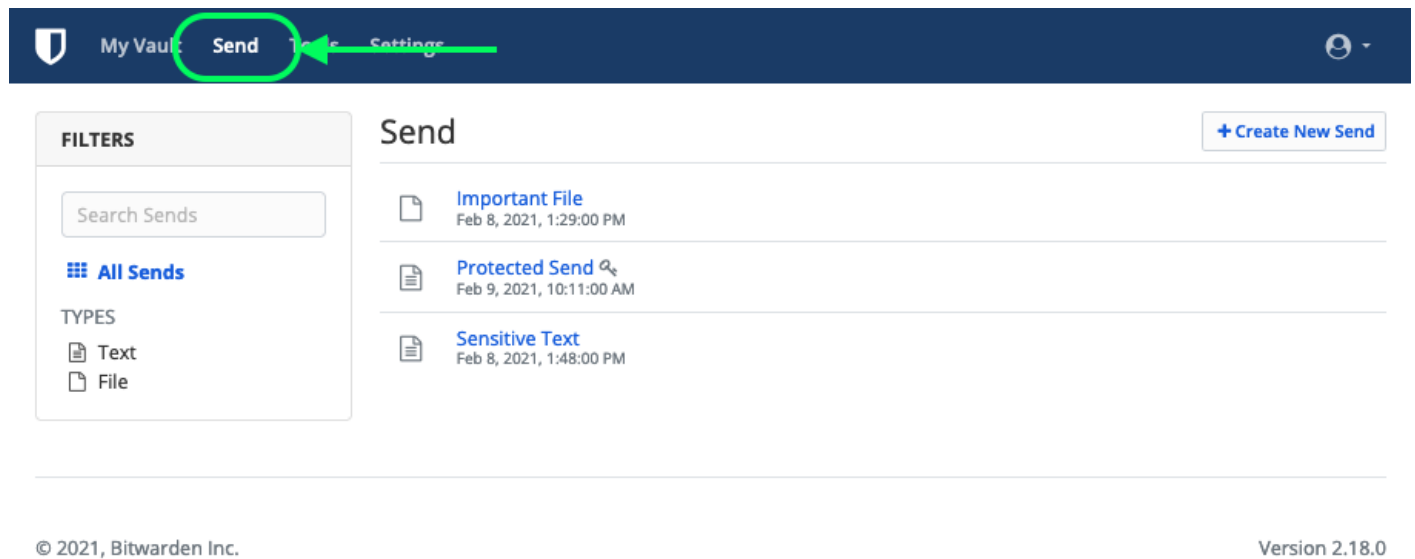 My Vault Send Tools Settings
FILTERS
Search Sends
All Sends
TYPES
Text
File
Send
+ Create New Send
Important File
Feb 8, 2021, 1:29:00 PM
Protected Send
Feb 9, 2021, 10:11:00 AM
Sensitive Text
Feb 8, 2021, 1:48:00 PM
© 2021, Bitwarden Inc.
Version 2.18.0